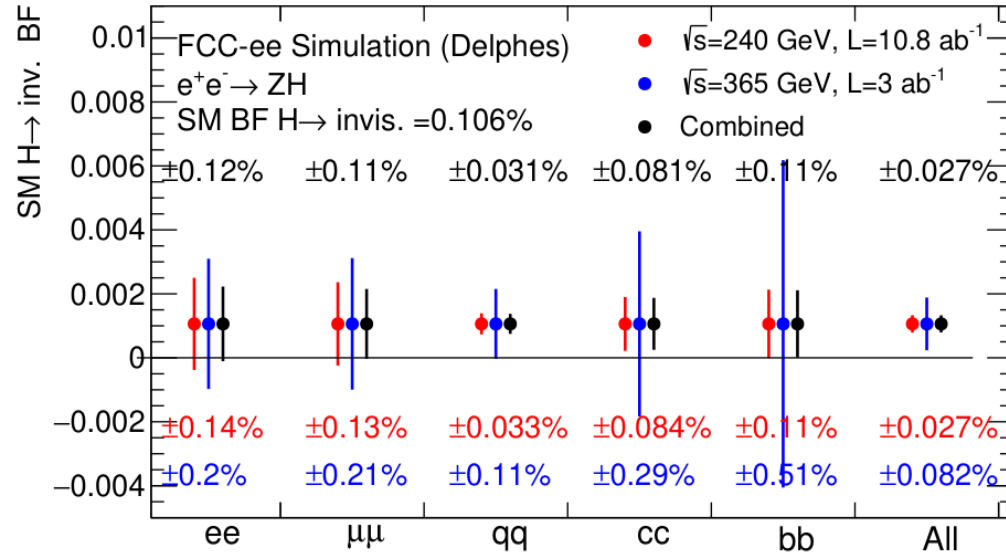 SM H→ inv. BF
0.01
0.008
0.006
0.004
0.002
0
−0.002
−0.004
FCC-ee Simulation (Delphes)
e⁺e⁻→ ZH
SM BF H→ invis. =0.106%
√s=240 GeV, L=10.8 ab⁻¹
√s=365 GeV, L=3 ab⁻¹
Combined
±0.12% ±0.11% ±0.031% ±0.081% ±0.11% ±0.027%
±0.14% ±0.13% ±0.033% ±0.084% ±0.11% ±0.027%
±0.2% ±0.21% ±0.11% ±0.29% ±0.51% ±0.082%
ee μμ qq cc bb All